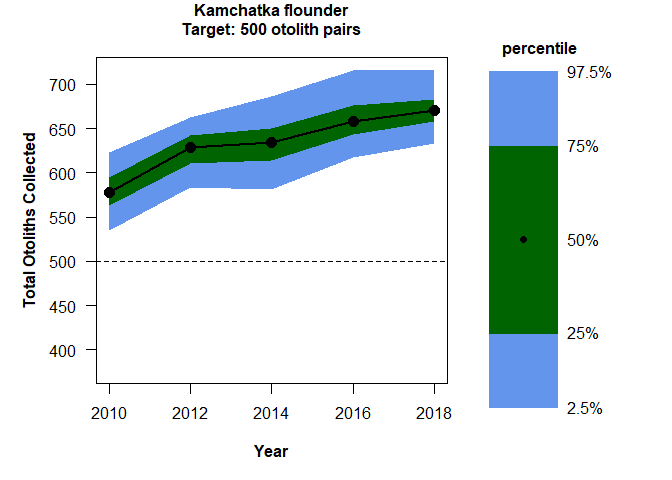 Kamchatka flounder
Target: 500 otolith pairs
percentile
97.5%
75%
50%
25%
2.5%
Total Otoliths Collected
700
650
600
550
500
450
400
2010 2012 2014 2016 2018
Year